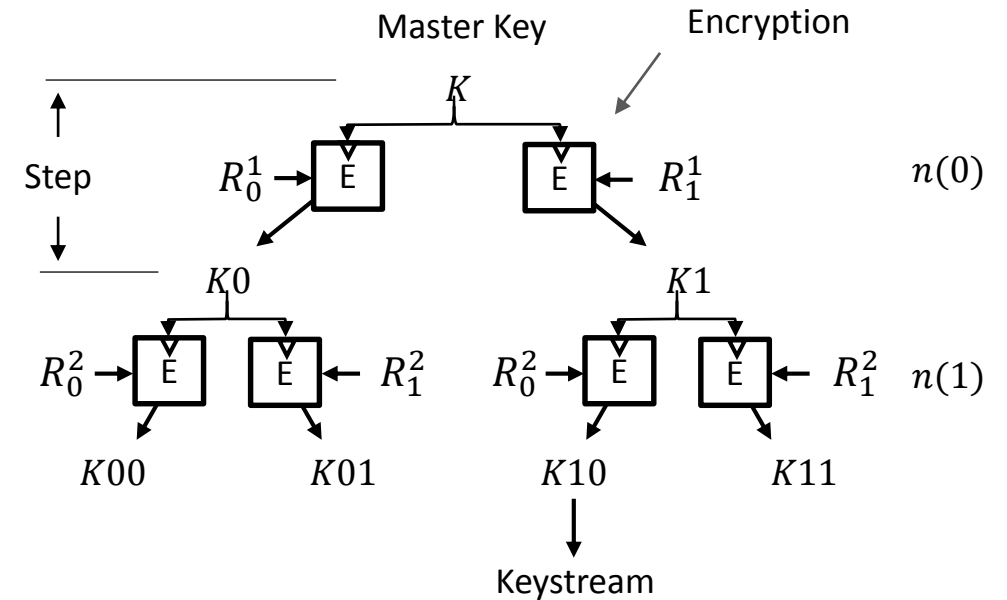 Master Key
Encryption
K
Step
R_0^1
E
E
R_1^1
n(0)
K0
K1
R_0^2
E
E
R_1^2
R_0^2
E
E
R_1^2
n(1)
K00
K01
K10
K11
Keystream